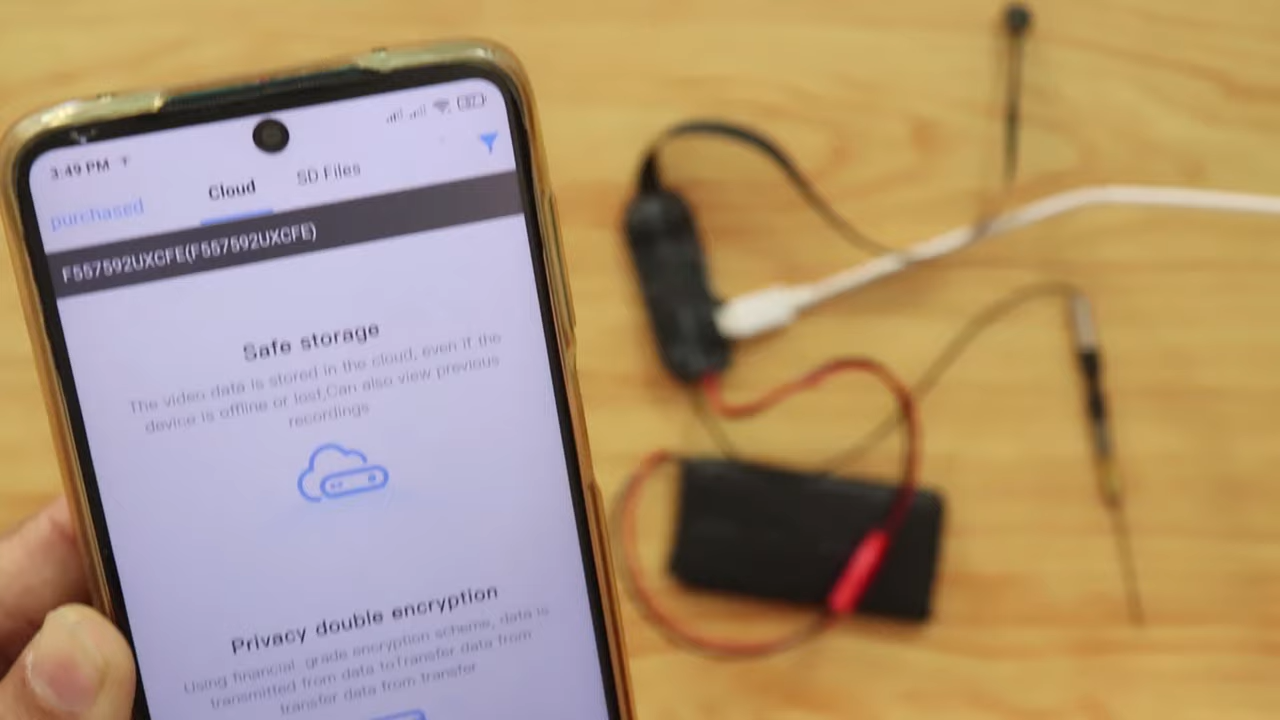 3:49 PM
37
purchased
Cloud
SD Files
F557592UXCFE(F557592UXCFE)
Safe storage
The video data is stored in the cloud, even if the
device is offline or lost,Can also view previous
recordings
Privacy double encryption
Using financial grade encryption scheme, data is
transmitted from data toTransfer data from
transfer data from transfer